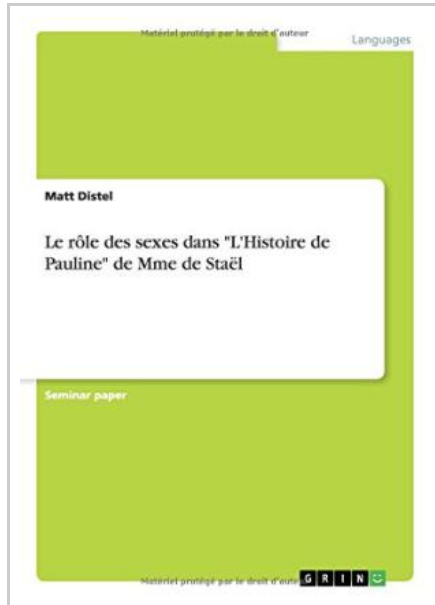 Matériel protégé par le droit d'auteur
Languages
Matt Distel
Le rôle des sexes dans "L'Histoire de
Pauline" de Mme de Staël
Seminar paper
Matériel protégé par le droit d'auteur
GRIN